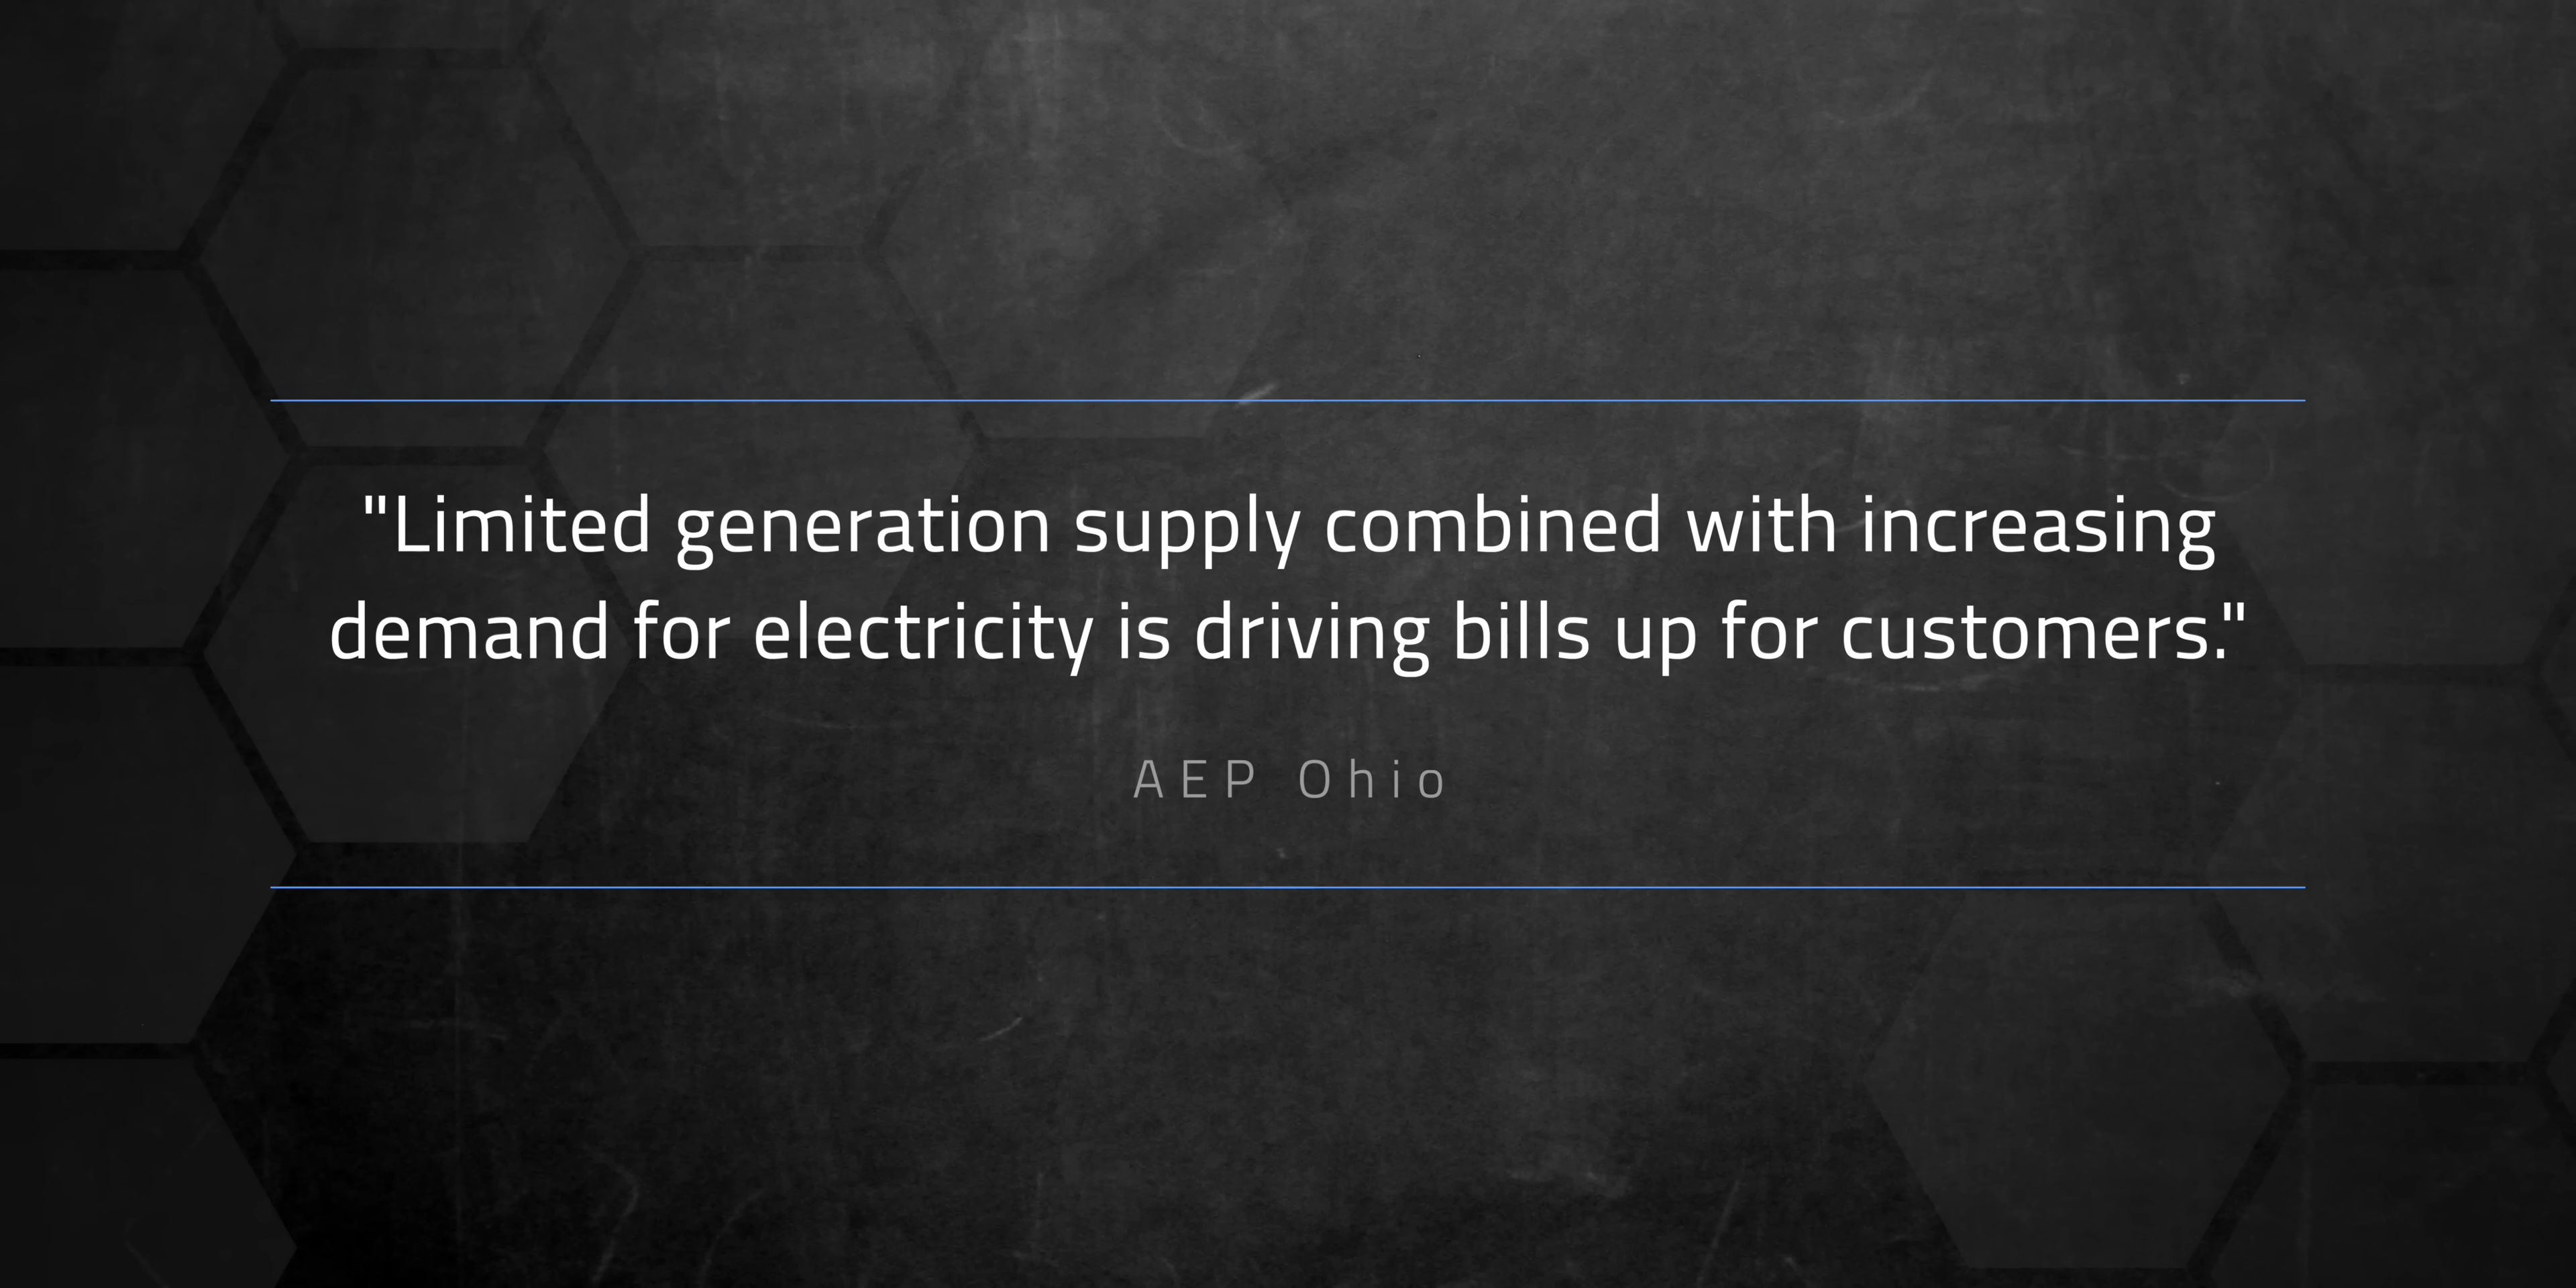 "Limited generation supply combined with increasing
demand for electricity is driving bills up for customers."
AEP Ohio